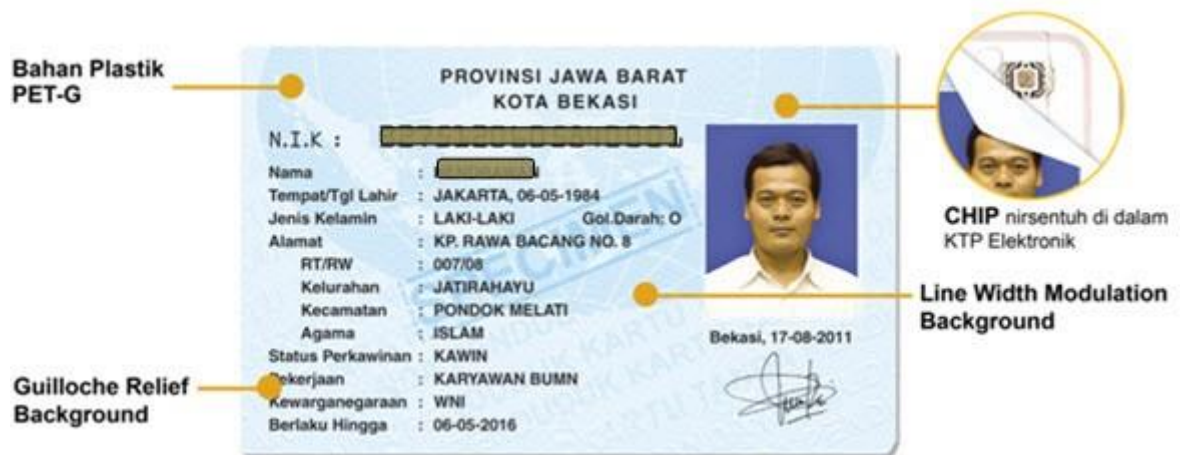 Bahan Plastik
PET-G
PROVINSI JAWA BARAT
KOTA BEKASI
N.I.K :
Nama :
Tempat/Tgl Lahir : JAKARTA, 06-05-1984
Jenis Kelamin : LAKI-LAKI Gol.Darah: O
Alamat : KP. RAWA BACANG NO. 8
RT/RW : 007/08
Kelurahan : JATIRAHAYU
Kecamatan : PONDOK MELATI
Agama : ISLAM
Status Perkawinan : KAWIN
Pekerjaan : KARYAWAN BUMN
Kewarganegaraan : WNI
Berlaku Hingga : 06-05-2016
SPECIMEN
Bekasi, 17-08-2011
CHIP nirsentuh di dalam
KTP Elektronik
Line Width Modulation
Background
Guilloche Relief
Background